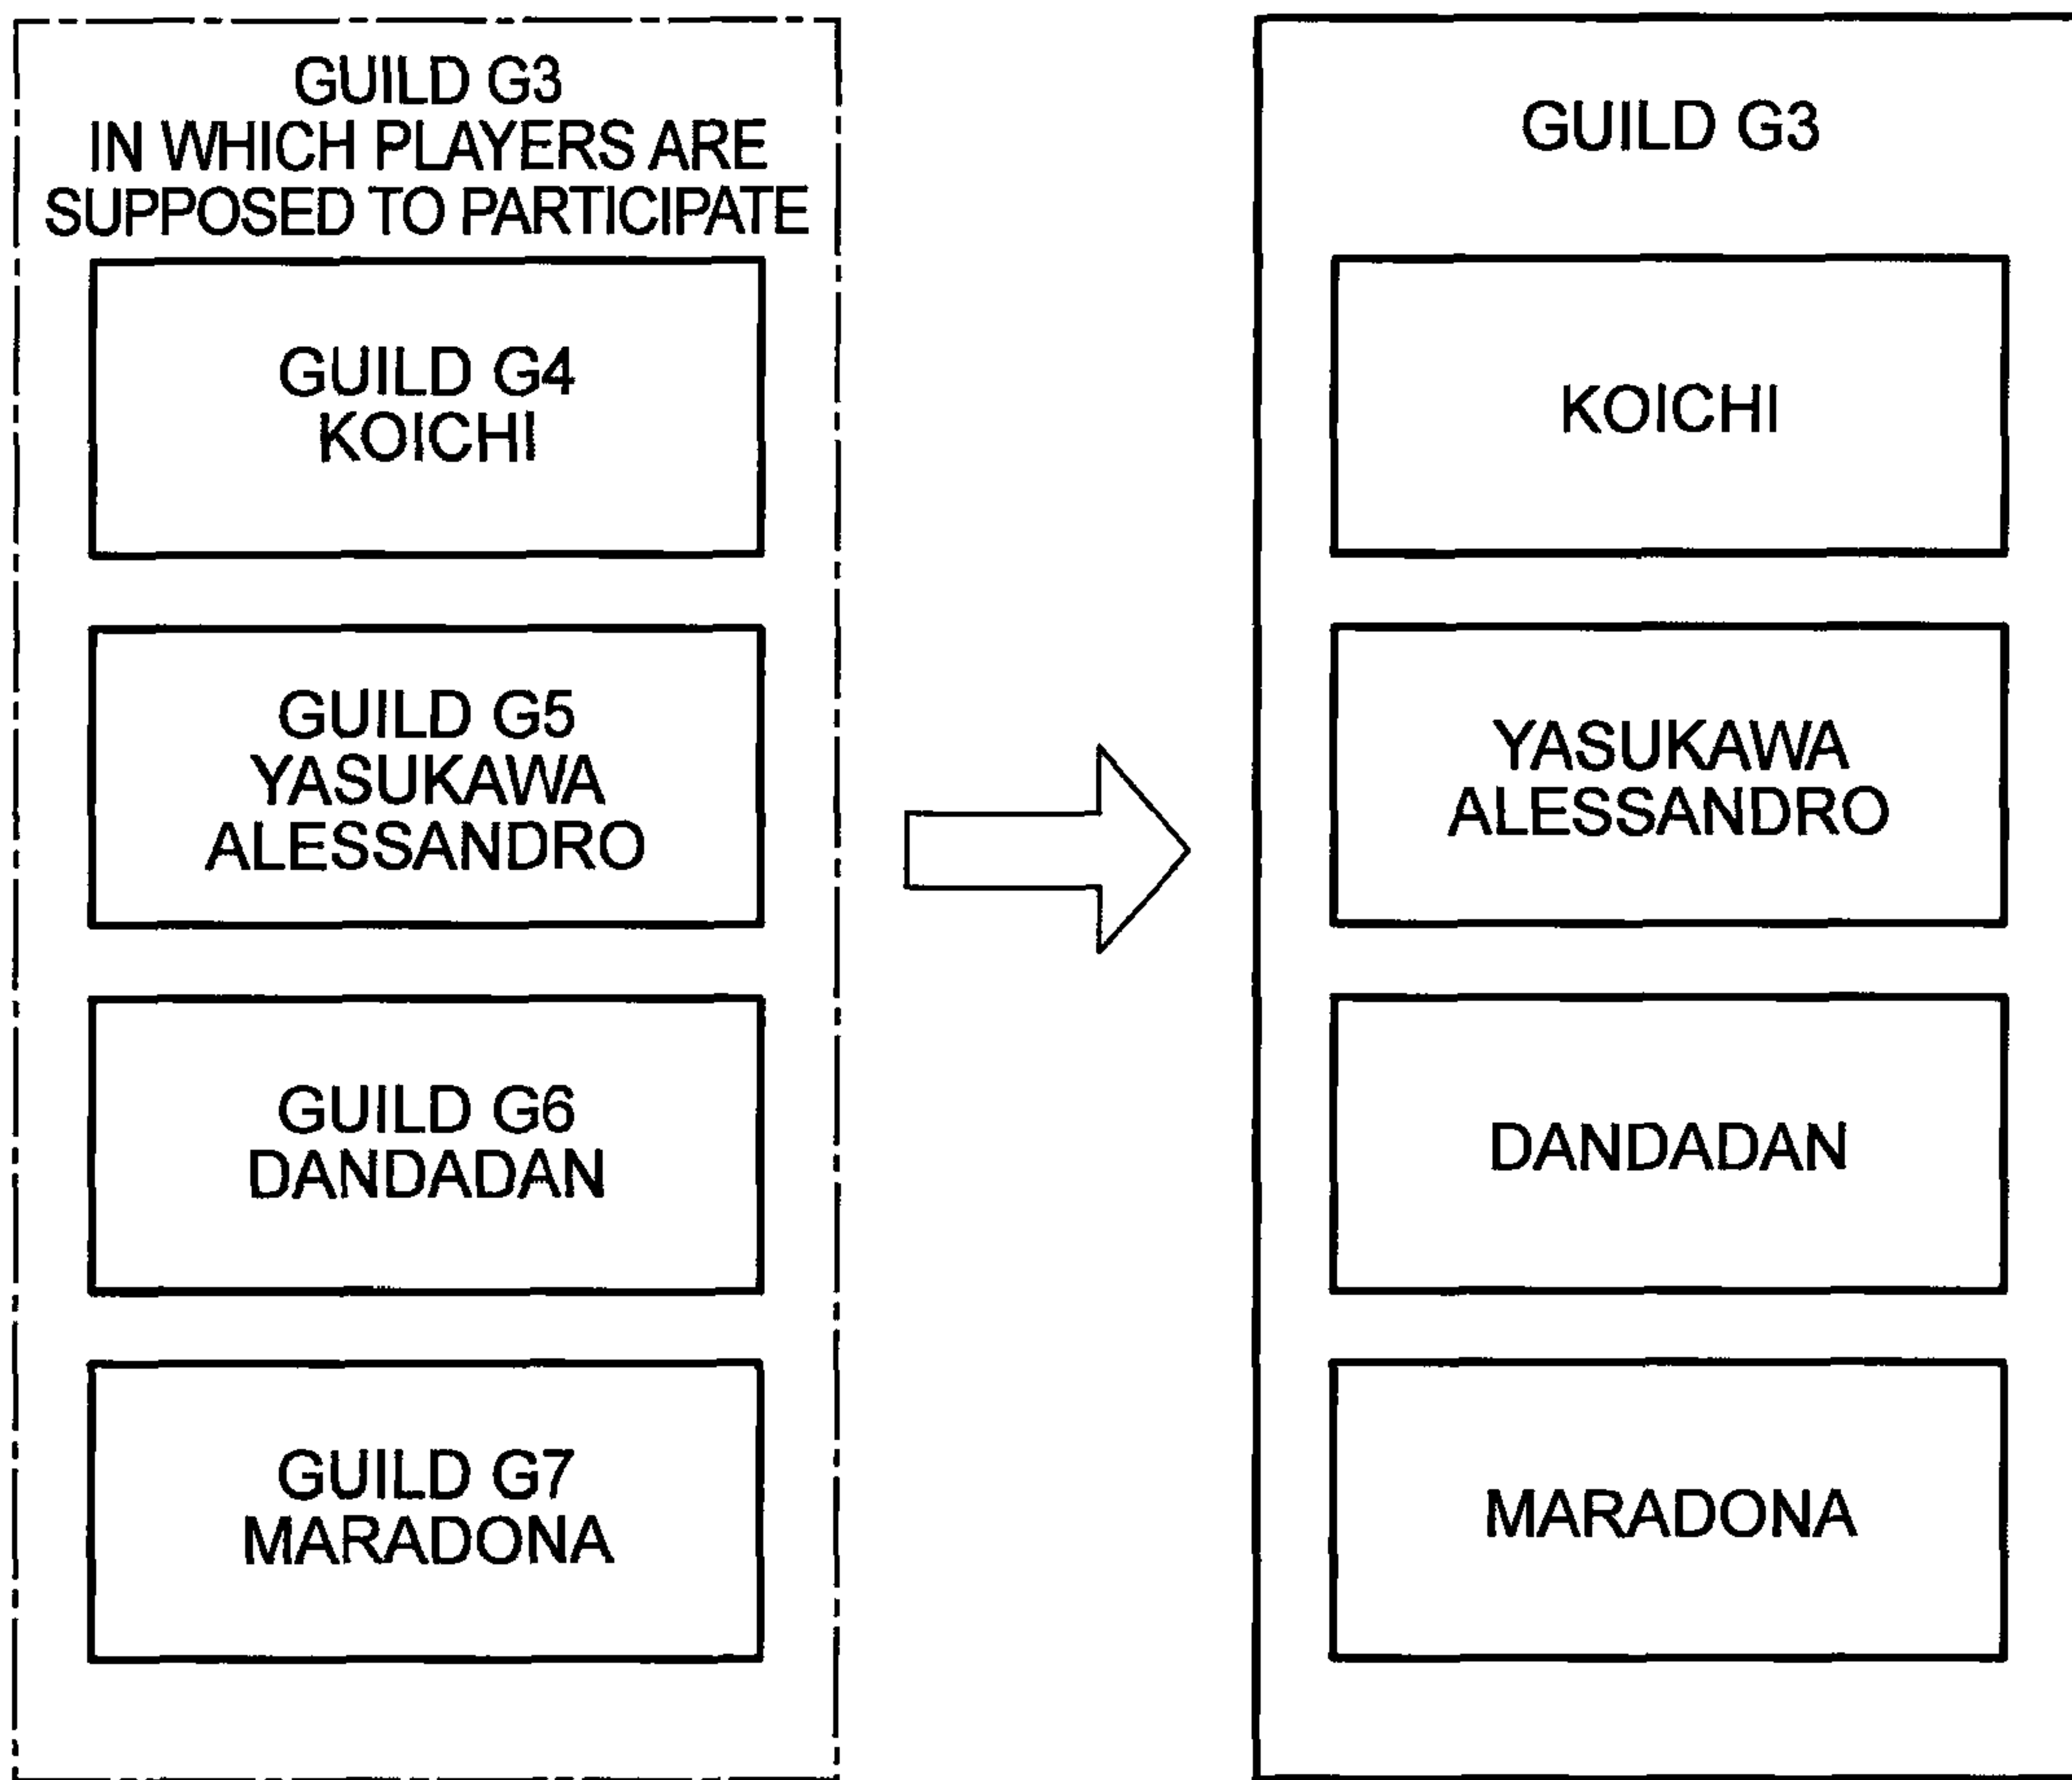 GUILD G3
IN WHICH PLAYERS ARE
SUPPOSED TO PARTICIPATE
GUILD G4
KOICHI
GUILD G5
YASUKAWA
ALESSANDRO
GUILD G6
DANDADAN
GUILD G7
MARADONA
GUILD G3
KOICHI
YASUKAWA
ALESSANDRO
DANDADAN
MARADONA